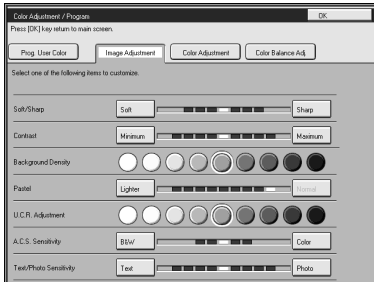 Color Adjustment / Program
OK
Press [OK] key return to main screen.
Prog. User Color
Image Adjustment
Color Adjustment
Color Balance Adj.
Select one of the following items to customize.
Soft/Sharp
Soft
Sharp
Contrast
Minimum
Maximum
Background Density
Pastel
Lighter
Normal
U.C.R. Adjustment
A.C.S. Sensitivity
B&W
Color
Text/Photo Sensitivity
Text
Photo